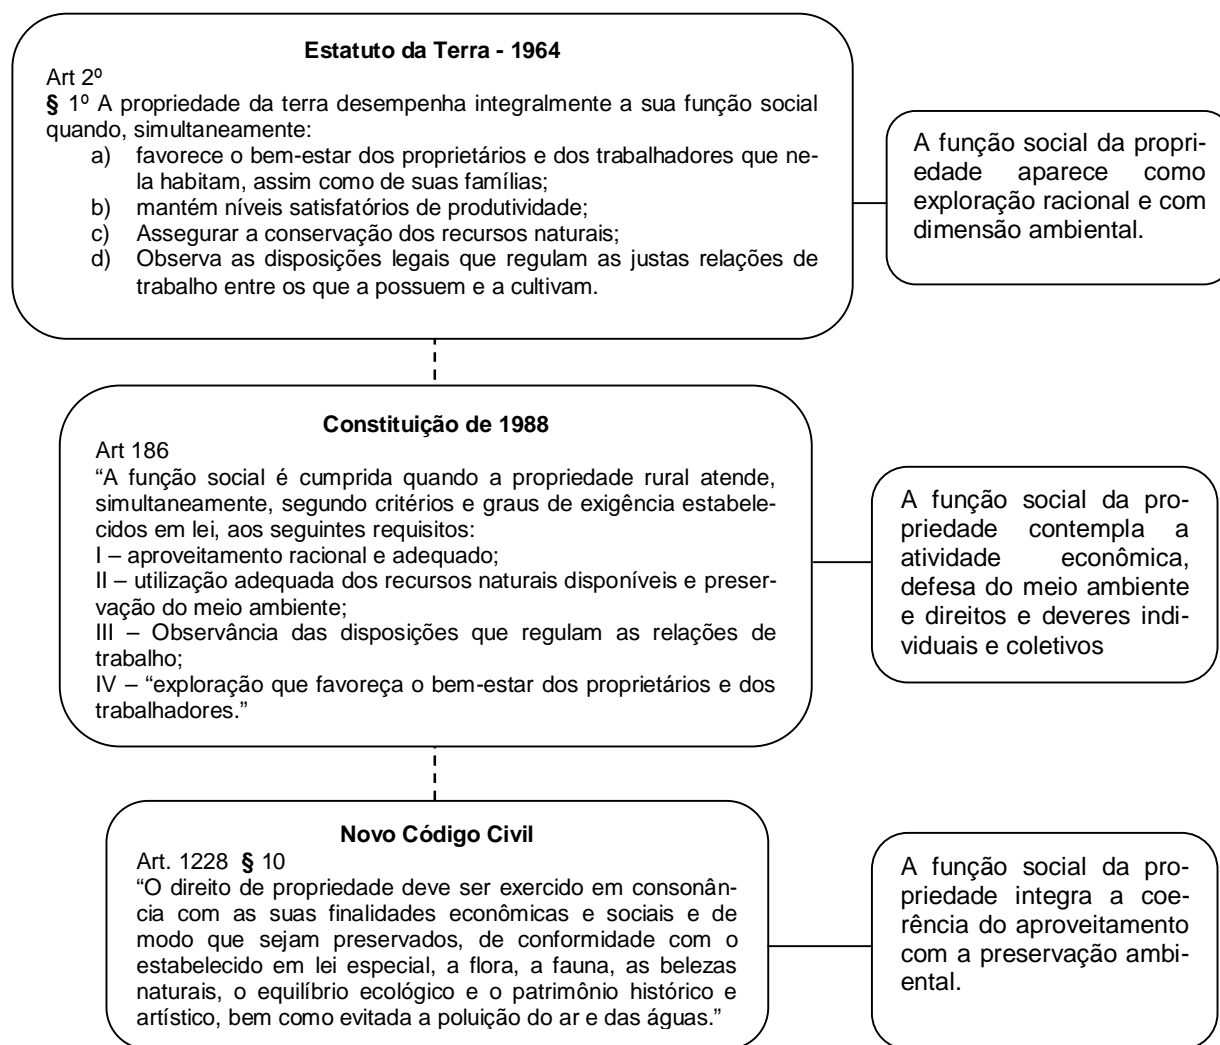 Estatuto da Terra - 1964
Art 2º
§ 1º A propriedade da terra desempenha integralmente a sua função social
quando, simultaneamente:
a) favorece o bem-estar dos proprietários e dos trabalhadores que ne-
la habitam, assim como de suas famílias;
b) mantém níveis satisfatórios de produtividade;
c) Assegurar a conservação dos recursos naturais;
d) Observa as disposições legais que regulam as justas relações de
trabalho entre os que a possuem e a cultivam.
A função social da propri-
edade aparece como
exploração racional e com
dimensão ambiental.
Constituição de 1988
Art 186
“A função social é cumprida quando a propriedade rural atende,
simultaneamente, segundo critérios e graus de exigência estabele-
cidos em lei, aos seguintes requisitos:
I – aproveitamento racional e adequado;
II – utilização adequada dos recursos naturais disponíveis e preser-
vação do meio ambiente;
III – Observância das disposições que regulam as relações de
trabalho;
IV – “exploração que favoreça o bem-estar dos proprietários e dos
trabalhadores.”
A função social da pro-
priedade contempla a
atividade econômica,
defesa do meio ambiente
e direitos e deveres indi-
viduais e coletivos
Novo Código Civil
Art. 1228 § 10
“O direito de propriedade deve ser exercido em consonân-
cia com as suas finalidades econômicas e sociais e de
modo que sejam preservados, de conformidade com o
estabelecido em lei especial, a flora, a fauna, as belezas
naturais, o equilíbrio ecológico e o patrimônio histórico e
artístico, bem como evitada a poluição do ar e das águas.”
A função social da pro-
priedade integra a coe-
rência do aproveitamento
com a preservação ambi-
ental.